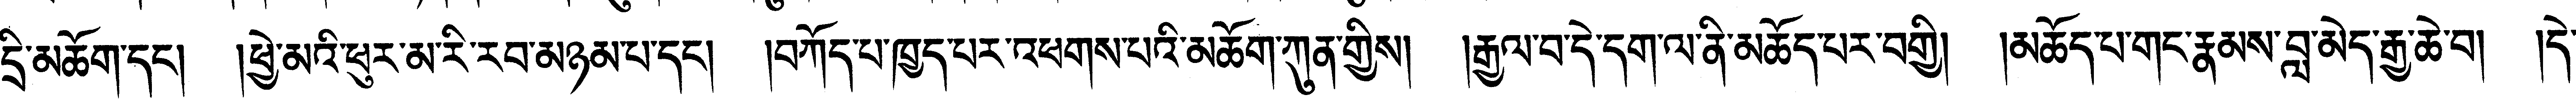 དྲི་མཆོག་དང༌། །ཕྱེ་མའི་ཕུར་མ་རི་རབ་མཉམ་པ་དང༌། །བཀོད་པ་ཁྱད་པར་འཕགས་པའི་མཆོག་ཀུན་གྱིས། །རྒྱལ་བ་དེ་དག་ལ་ནི་མཆོད་པར་བགྱི། །མཆོད་པ་གང་རྣམས་བླ་མེད་རྒྱ་ཆེ་བ། །དེ་